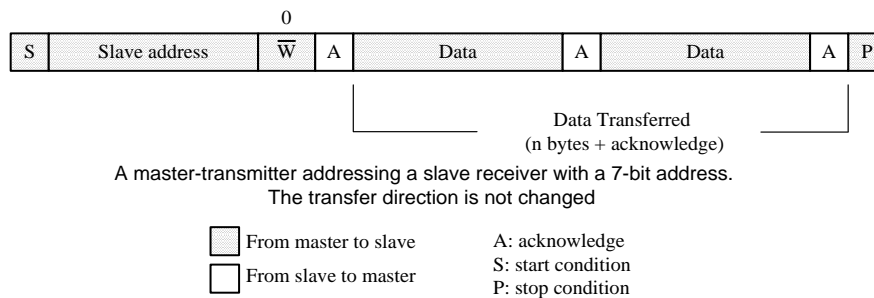 0
S Slave address W̅ A Data A Data A P
Data Transferred
(n bytes + acknowledge)
A master-transmitter addressing a slave receiver with a 7-bit address.
The transfer direction is not changed
From master to slave
From slave to master
A: acknowledge
S: start condition
P: stop condition